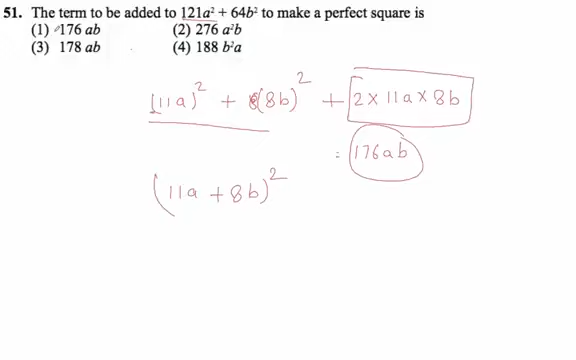 51. The term to be added to 121a² + 64b² to make a perfect square is
(1) 176 ab (2) 276 a²b
(3) 178 ab (4) 188 b²a
(11a)² + (8b)² + 2 × 11a × 8b
= 176ab
(11a + 8b)²